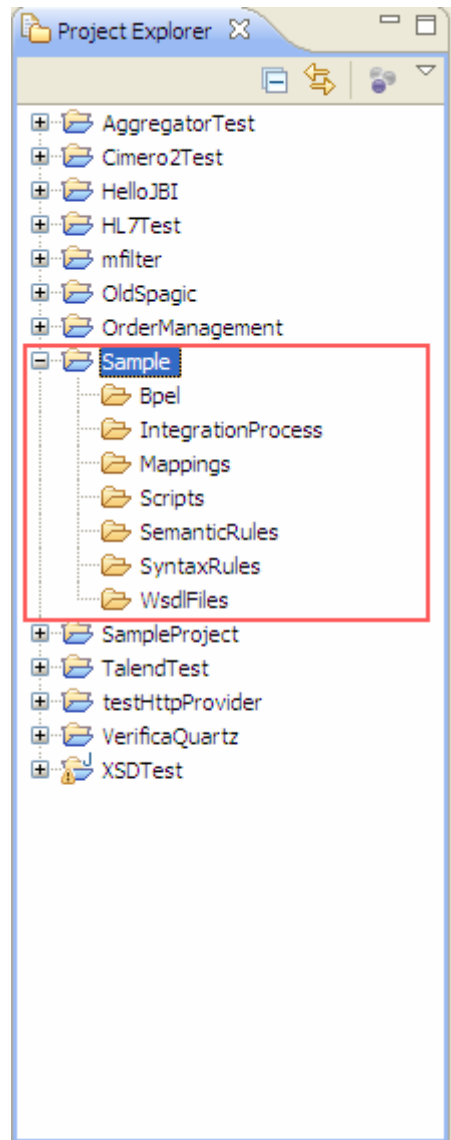 Project Explorer
AggregatorTest
Cimero2Test
HelloJBI
HL7Test
mfilter
OldSpagic
OrderManagement
Sample
Bpel
IntegrationProcess
Mappings
Scripts
SemanticRules
SyntaxRules
WsdlFiles
SampleProject
TalendTest
testHttpProvider
VerificaQuartz
XSDTest